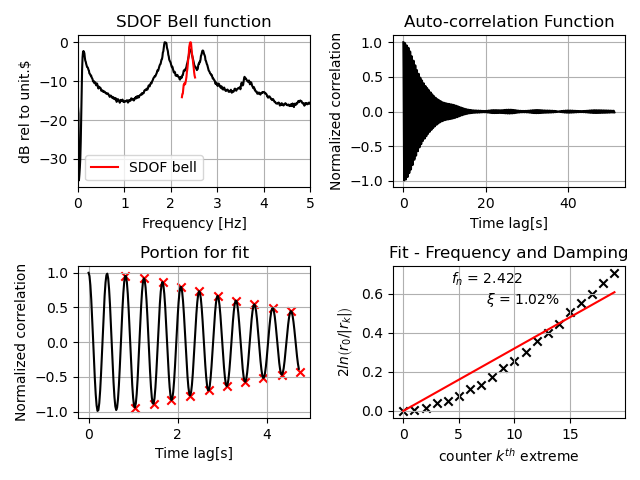 SDOF Bell function
dB rel to unit.$
0
−10
−20
−30
SDOF bell
0 1 2 3 4 5
Frequency [Hz]
Auto-correlation Function
Normalized correlation
1.0
0.5
0.0
−0.5
−1.0
0 20 40
Time lag[s]
Portion for fit
Normalized correlation
1.0
0.5
0.0
−0.5
−1.0
0 2 4
Time lag[s]
Fit - Frequency and Damping
2ln(r₀/|rₖ|)
fₙ = 2.422
ξ = 1.02%
0.6
0.4
0.2
0.0
0 5 10 15
counter kᵗʰ extreme